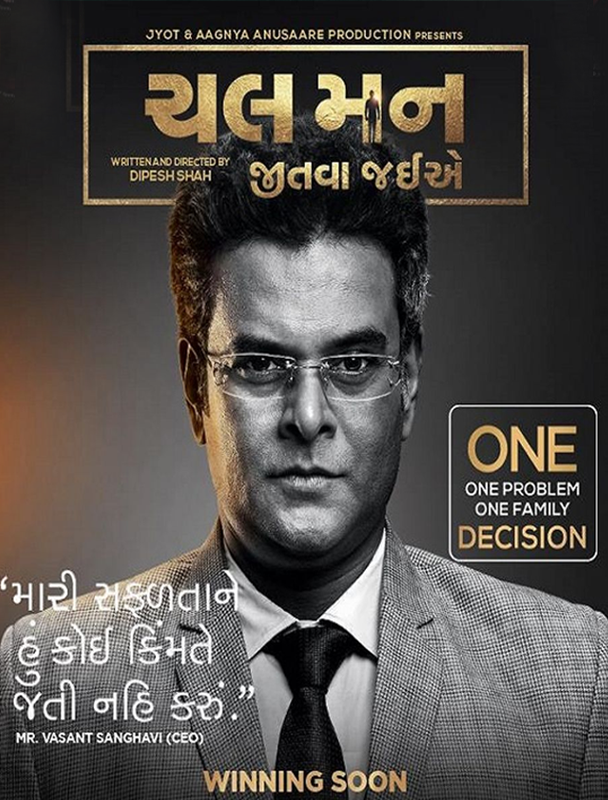 JYOT & AAGNYA ANUSAARE PRODUCTION PRESENTS
ચલ મન
WRITTEN AND DIRECTED BY
DIPESH SHAH
જીતવા જઈએ
ONE
ONE PROBLEM
ONE FAMILY
DECISION
‘મારી સફળતાને
હું કોઈ કિંમતે
જતી નહિ કરું.”
MR. VASANT SANGHAVI (CEO)
WINNING SOON